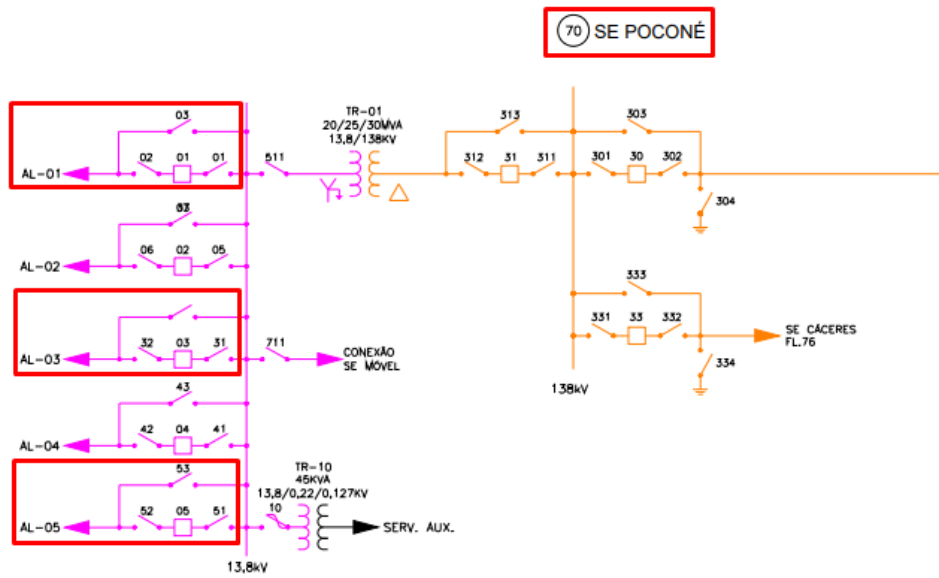 70 SE POCONÉ
TR-01
20/25/30MVA
13,8/138KV
03
02 01 01
AL-01
511
313
312 31 311
303
301 30 302
304
06 02 05
AL-02
333
331 33 332
334
SE CÁCERES
FL.76
138kV
32 03 31
AL-03
711
CONEXÃO
SE MÓVEL
43
42 04 41
AL-04
53
52 05 51
AL-05
TR-10
45KVA
13,8/0,22/0,127KV
10
SERV. AUX.
13,8kV